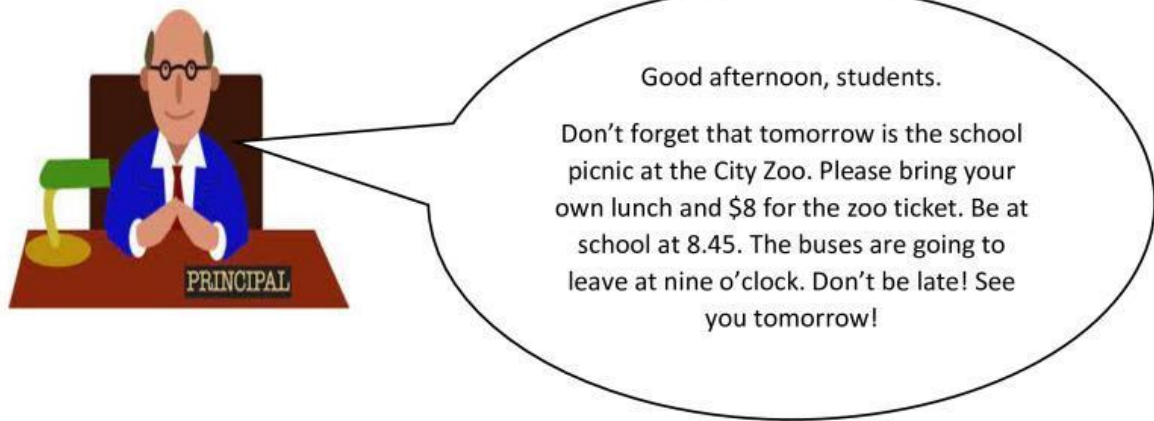 Good afternoon, students.
Don’t forget that tomorrow is the school
picnic at the City Zoo. Please bring your
own lunch and $8 for the zoo ticket. Be at
school at 8.45. The buses are going to
leave at nine o’clock. Don’t be late! See
you tomorrow!
PRINCIPAL